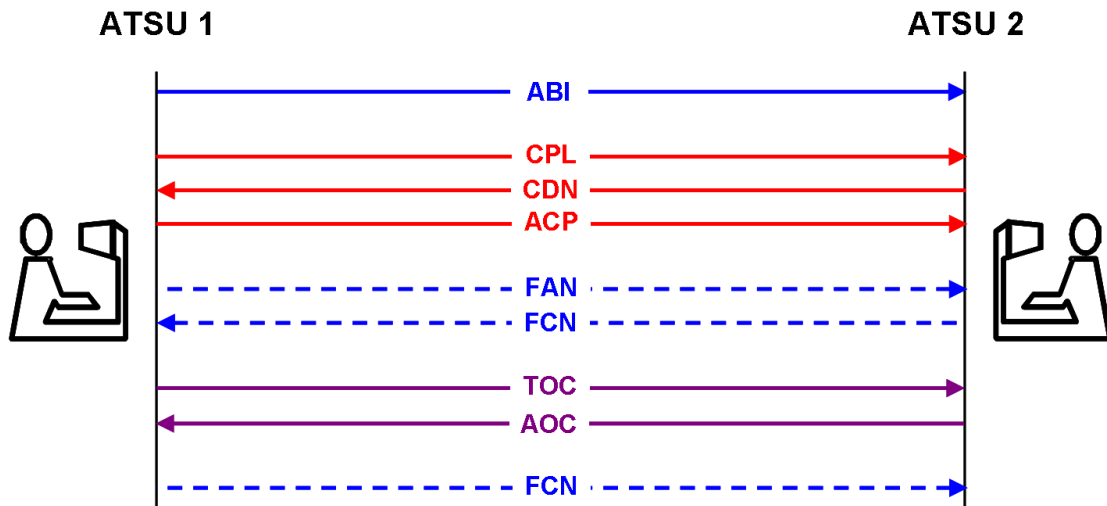 ATSU 1
ATSU 2
ABI
CPL
CDN
ACP
FAN
FCN
TOC
AOC
FCN